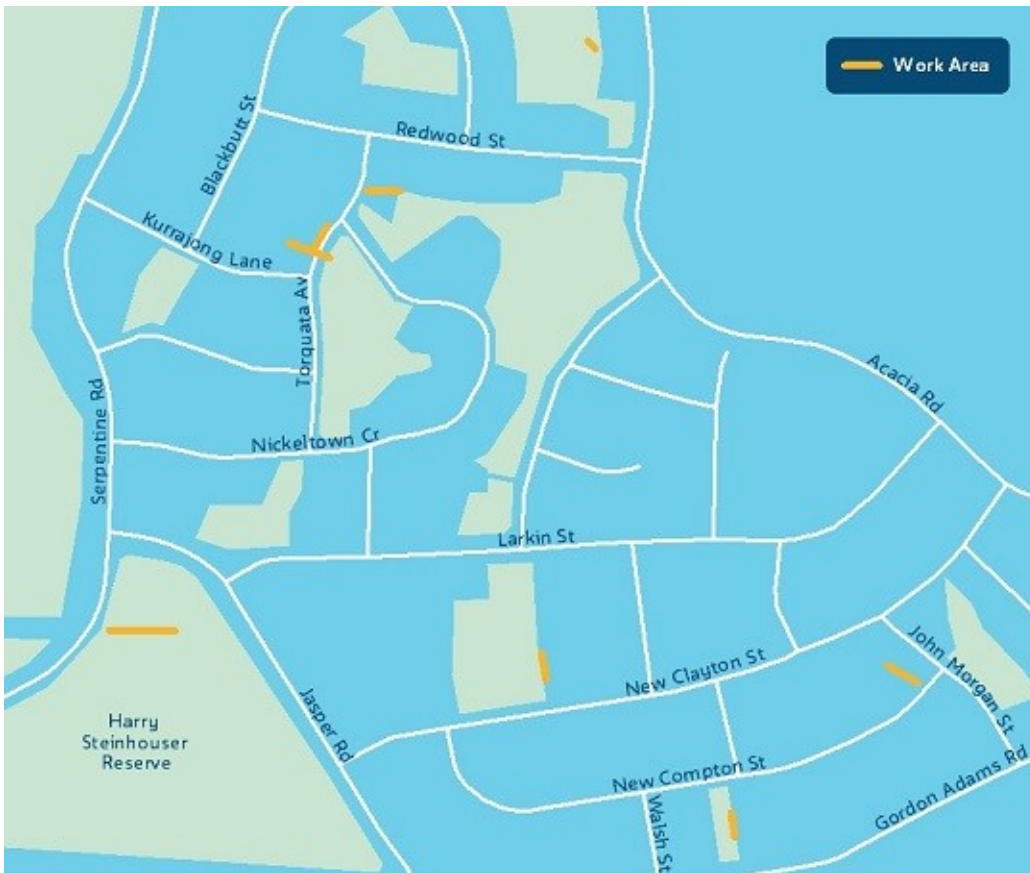 Work Area
Blackbutt St
Redwood St
Kurrajong Lane
Torquata Av
Serpentine Rd
Nickeltown Cr
Acacia Rd
Larkin St
New Clayton St
John Morgan St
Jasper Rd
Harry
Steinhouser
Reserve
New Compton St
Walsh St
Gordon Adams Rd